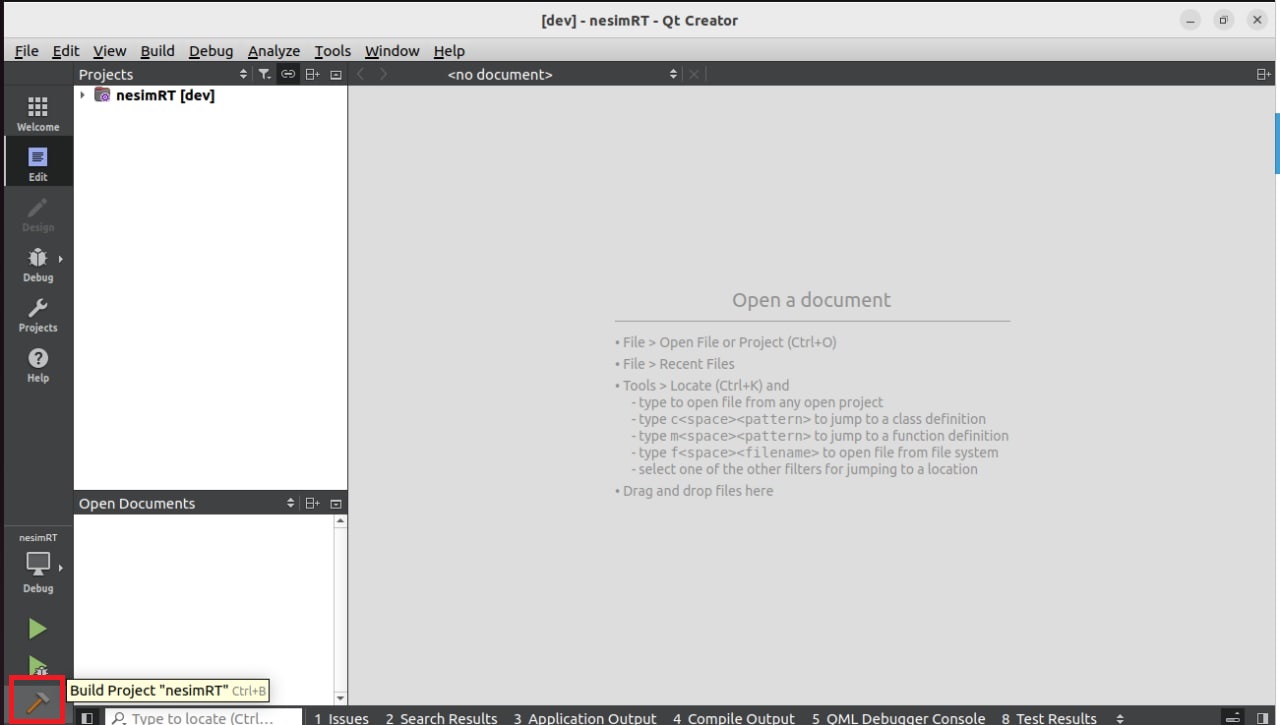 [dev] - nesimRT - Qt Creator
File Edit View Build Debug Analyze Tools Window Help
Projects
<no document>
nesimRT [dev]
Welcome
Edit
Design
Debug
Projects
Help
Open a document
• File > Open File or Project (Ctrl+O)
• File > Recent Files
• Tools > Locate (Ctrl+K) and
- type to open file from any open project
- type c<space><pattern> to jump to a class definition
- type m<space><pattern> to jump to a function definition
- type f<space><filename> to open file from file system
- select one of the other filters for jumping to a location
• Drag and drop files here
Open Documents
nesimRT
Debug
Build Project "nesimRT" Ctrl+B
Type to locate (Ctrl...
1 Issues 2 Search Results 3 Application Output 4 Compile Output 5 QML Debugger Console 8 Test Results